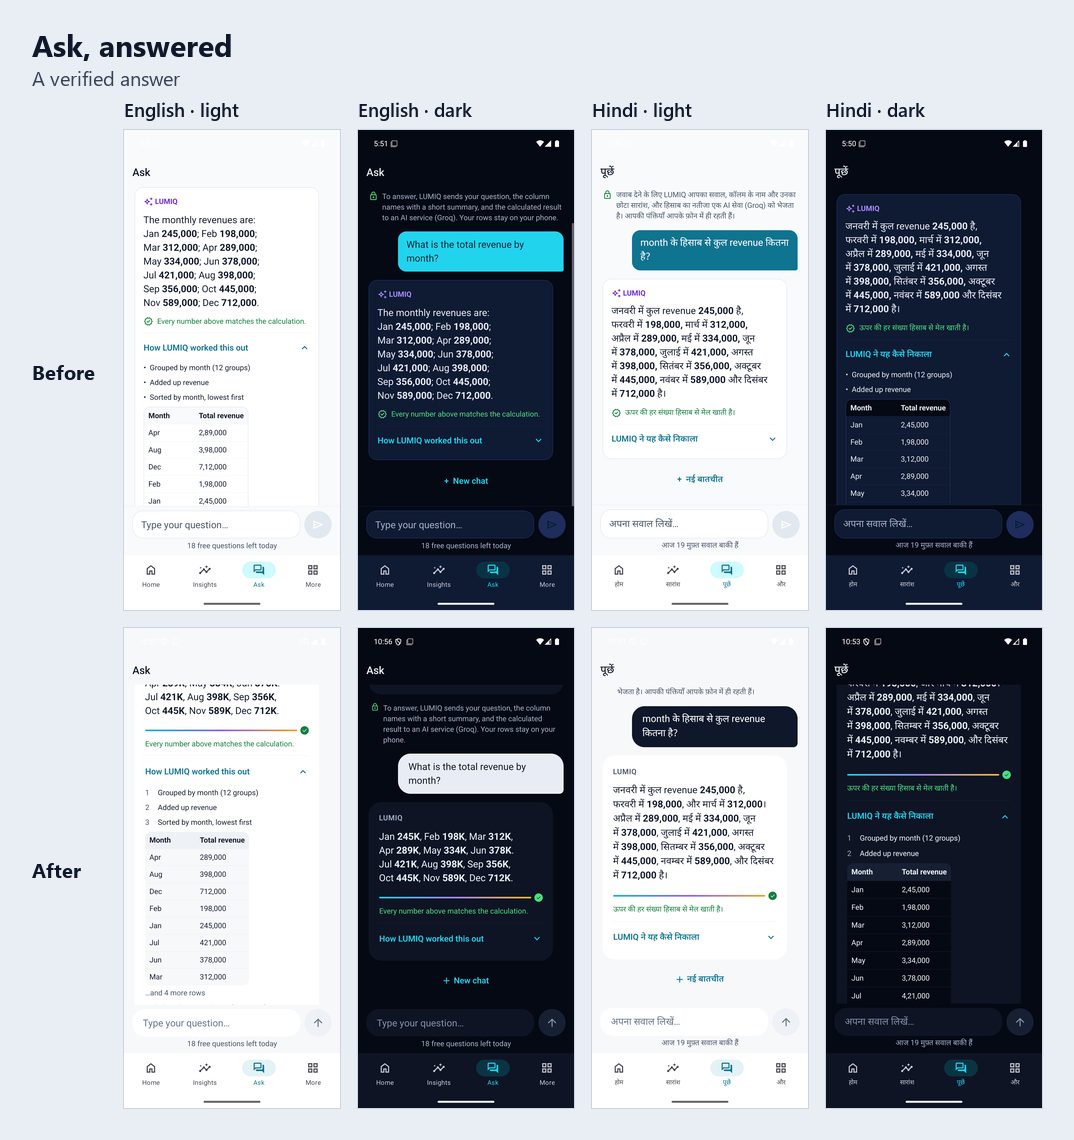 Ask, answered
A verified answer
English · light
English · dark
Hindi · light
Hindi · dark
Before
Ask
LUMIQ
The monthly revenues are:
Jan 245,000; Feb 198,000;
Mar 312,000; Apr 289,000;
May 334,000; Jun 378,000;
Jul 421,000; Aug 398,000;
Sep 356,000; Oct 445,000;
Nov 589,000; Dec 712,000.
Every number above matches the calculation.
How LUMIQ worked this out
• Grouped by month (12 groups)
• Added up revenue
• Sorted by month, lowest first
Month Total revenue
Apr 2,89,000
Aug 3,98,000
Dec 7,12,000
Feb 1,98,000
Jan 2,45,000
Type your question...
18 free questions left today
Home Insights Ask More
5:51
Ask
To answer, LUMIQ sends your question, the column
names with a short summary, and the calculated result
to an AI service (Groq). Your rows stay on your phone.
What is the total revenue by
month?
LUMIQ
The monthly revenues are:
Jan 245,000; Feb 198,000;
Mar 312,000; Apr 289,000;
May 334,000; Jun 378,000;
Jul 421,000; Aug 398,000;
Sep 356,000; Oct 445,000;
Nov 589,000; Dec 712,000.
Every number above matches the calculation.
How LUMIQ worked this out
+ New chat
Type your question...
18 free questions left today
Home Insights Ask More
पूछें
जवाब देने के लिए LUMIQ आपका सवाल, कॉलम के नाम और उनका
छोटा सारांश, और हिसाब का नतीजा एक AI सेवा (Groq) को भेजता
है। आपकी पंक्तियाँ आपके फ़ोन में ही रहती हैं।
month के हिसाब से कुल revenue कितना
है?
LUMIQ
जनवरी में कुल revenue 245,000 है,
फरवरी में 198,000, मार्च में 312,000,
अप्रैल में 289,000, मई में 334,000, जून
में 378,000, जुलाई में 421,000, अगस्त
में 398,000, सितंबर में 356,000, अक्टूबर
में 445,000, नवंबर में 589,000 और दिसंबर
में 712,000 है।
ऊपर की हर संख्या हिसाब से मेल खाती है।
LUMIQ ने यह कैसे निकाला
+ नई बातचीत
अपना सवाल लिखें...
आज 19 मुफ़्त सवाल बाकी हैं
होम सारांश पूछें और
5:50
पूछें
LUMIQ
जनवरी में कुल revenue 245,000 है,
फरवरी में 198,000, मार्च में 312,000,
अप्रैल में 289,000, मई में 334,000, जून
में 378,000, जुलाई में 421,000, अगस्त
में 398,000, सितंबर में 356,000, अक्टूबर
में 445,000, नवंबर में 589,000 और दिसंबर
में 712,000 है।
ऊपर की हर संख्या हिसाब से मेल खाती है।
LUMIQ ने यह कैसे निकाला
• Grouped by month (12 groups)
• Added up revenue
Month Total revenue
Jan 2,45,000
Feb 1,98,000
Mar 3,12,000
Apr 2,89,000
May 3,34,000
अपना सवाल लिखें...
आज 19 मुफ़्त सवाल बाकी हैं
होम सारांश पूछें और
After
Ask
Jul 421K, Aug 398K, Sep 356K,
Oct 445K, Nov 589K, Dec 712K.
Every number above matches the calculation.
How LUMIQ worked this out
1 Grouped by month (12 groups)
2 Added up revenue
3 Sorted by month, lowest first
Month Total revenue
Apr 289,000
Aug 398,000
Dec 712,000
Feb 198,000
Jan 245,000
Jul 421,000
Jun 378,000
Mar 312,000
...and 4 more rows
Type your question...
18 free questions left today
Home Insights Ask More
10:56
Ask
To answer, LUMIQ sends your question, the column
names with a short summary, and the calculated
result to an AI service (Groq). Your rows stay on your
phone.
What is the total revenue by
month?
LUMIQ
Jan 245K, Feb 198K, Mar 312K,
Apr 289K, May 334K, Jun 378K.
Jul 421K, Aug 398K, Sep 356K,
Oct 445K, Nov 589K, Dec 712K.
Every number above matches the calculation.
How LUMIQ worked this out
+ New chat
Type your question...
18 free questions left today
Home Insights Ask More
पूछें
भेजता है। आपकी पंक्तियाँ आपके फ़ोन में ही रहती हैं।
month के हिसाब से कुल revenue
कितना है?
LUMIQ
जनवरी में कुल revenue 245,000 है,
फरवरी में 198,000, और मार्च में 312,000।
अप्रैल में 289,000, मई में 334,000, जून
में 378,000, जुलाई में 421,000, अगस्त
में 398,000, सितम्बर में 356,000, अक्टूबर
में 445,000, नवम्बर में 589,000, और दिसंबर
में 712,000 है।
ऊपर की हर संख्या हिसाब से मेल खाती है।
LUMIQ ने यह कैसे निकाला
+ नई बातचीत
अपना सवाल लिखें...
आज 19 मुफ़्त सवाल बाकी हैं
होम सारांश पूछें और
10:53
पूछें
अप्रैल में 289,000, मई में 334,000, जून
में 378,000, जुलाई में 421,000, अगस्त
में 398,000, सितम्बर में 356,000, अक्टूबर
में 445,000, नवम्बर में 589,000, और दिसंबर
में 712,000 है।
ऊपर की हर संख्या हिसाब से मेल खाती है।
LUMIQ ने यह कैसे निकाला
1 Grouped by month (12 groups)
2 Added up revenue
Month Total revenue
Jan 2,45,000
Feb 1,98,000
Mar 3,12,000
Apr 2,89,000
May 3,34,000
Jun 3,78,000
Jul 4,21,000
अपना सवाल लिखें...
आज 19 मुफ़्त सवाल बाकी हैं
होम सारांश पूछें और